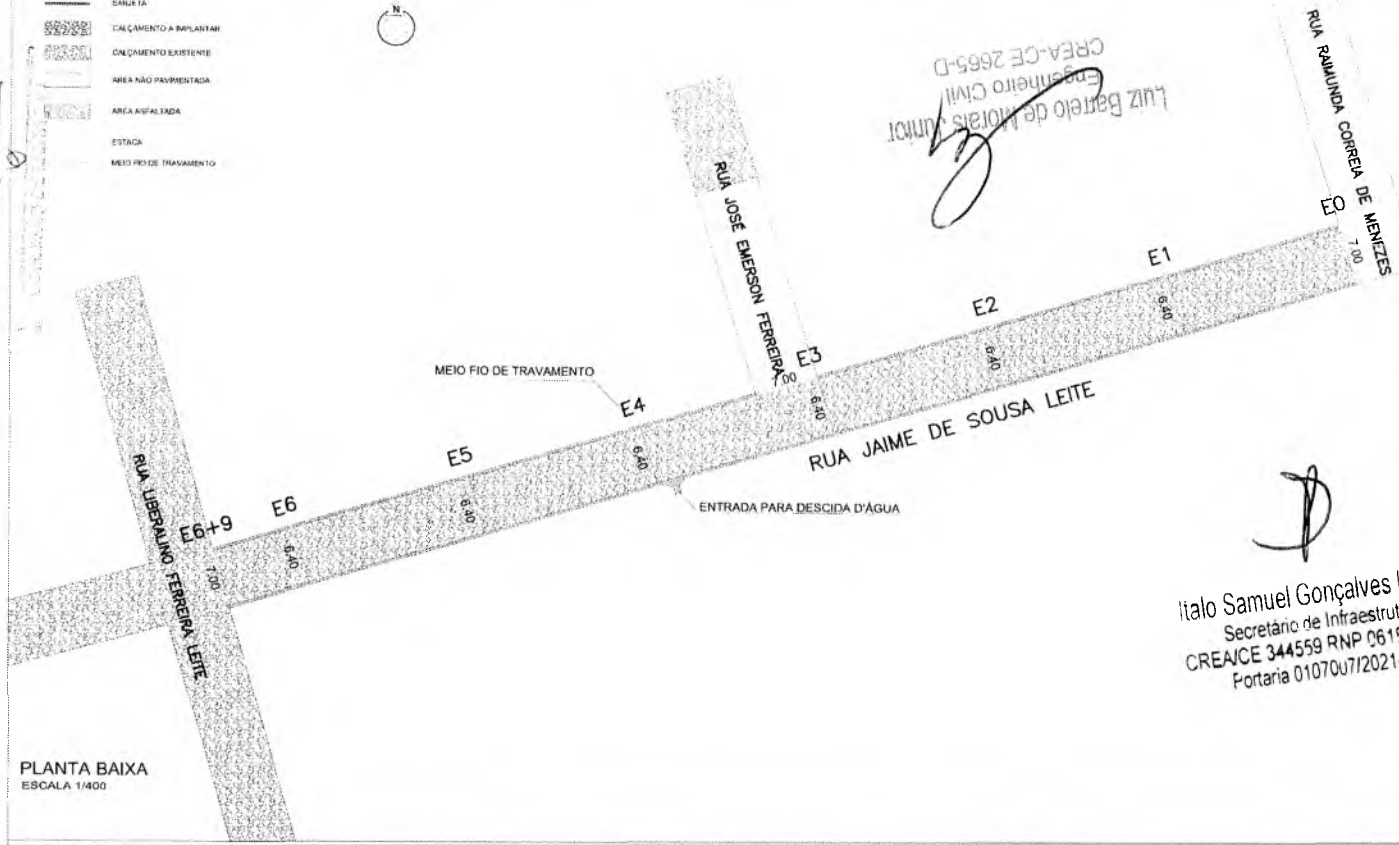 SARJETA
CALÇAMENTO A IMPLANTAR
CALÇAMENTO EXISTENTE
AREA NÃO PAVIMENTADA
AREA ASFALTADA
ESTACA
MEIO FIO DE TRAVAMENTO
N
Luiz Barreto de Morais Júnior
Engenheiro Civil
CREA-CE 2665-D
RUA RAIMUNDA CORREIA DE MENEZES
RUA JOSÉ EMERSON FERREIRA
E0
7.00
E1
6.40
E2
6.40
E3
7.00
6.40
MEIO FIO DE TRAVAMENTO
E4
6.40
RUA JAIME DE SOUSA LEITE
E5
6.40
ENTRADA PARA DESCIDA D'ÁGUA
E6
6.40
E6+9
7.00
RUA LIBERALINO FERREIRA LEITE
Italo Samuel Gonçalves
Secretário de Infraestrut
CREA/CE 344559 RNP 061
Portaria 0107007/2021
PLANTA BAIXA
ESCALA 1/400